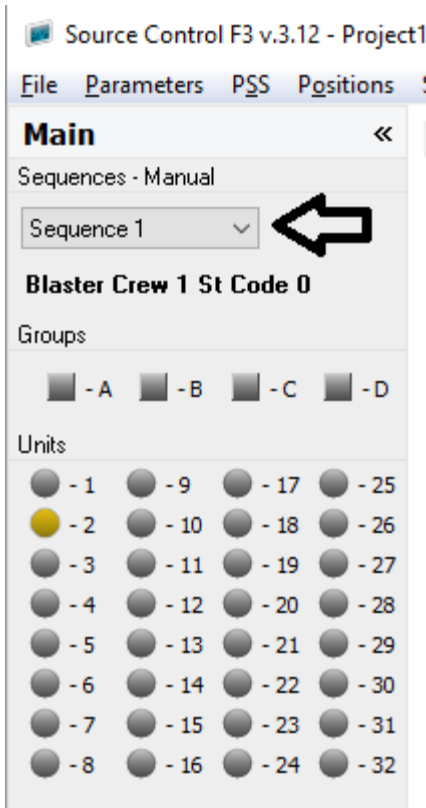 Source Control F3 v.3.12 - Project1
File Parameters PSS Positions
Main «
Sequences - Manual
Sequence 1
Blaster Crew 1 St Code 0
Groups
- A - B - C - D
Units
- 1 - 9 - 17 - 25
- 2 - 10 - 18 - 26
- 3 - 11 - 19 - 27
- 4 - 12 - 20 - 28
- 5 - 13 - 21 - 29
- 6 - 14 - 22 - 30
- 7 - 15 - 23 - 31
- 8 - 16 - 24 - 32